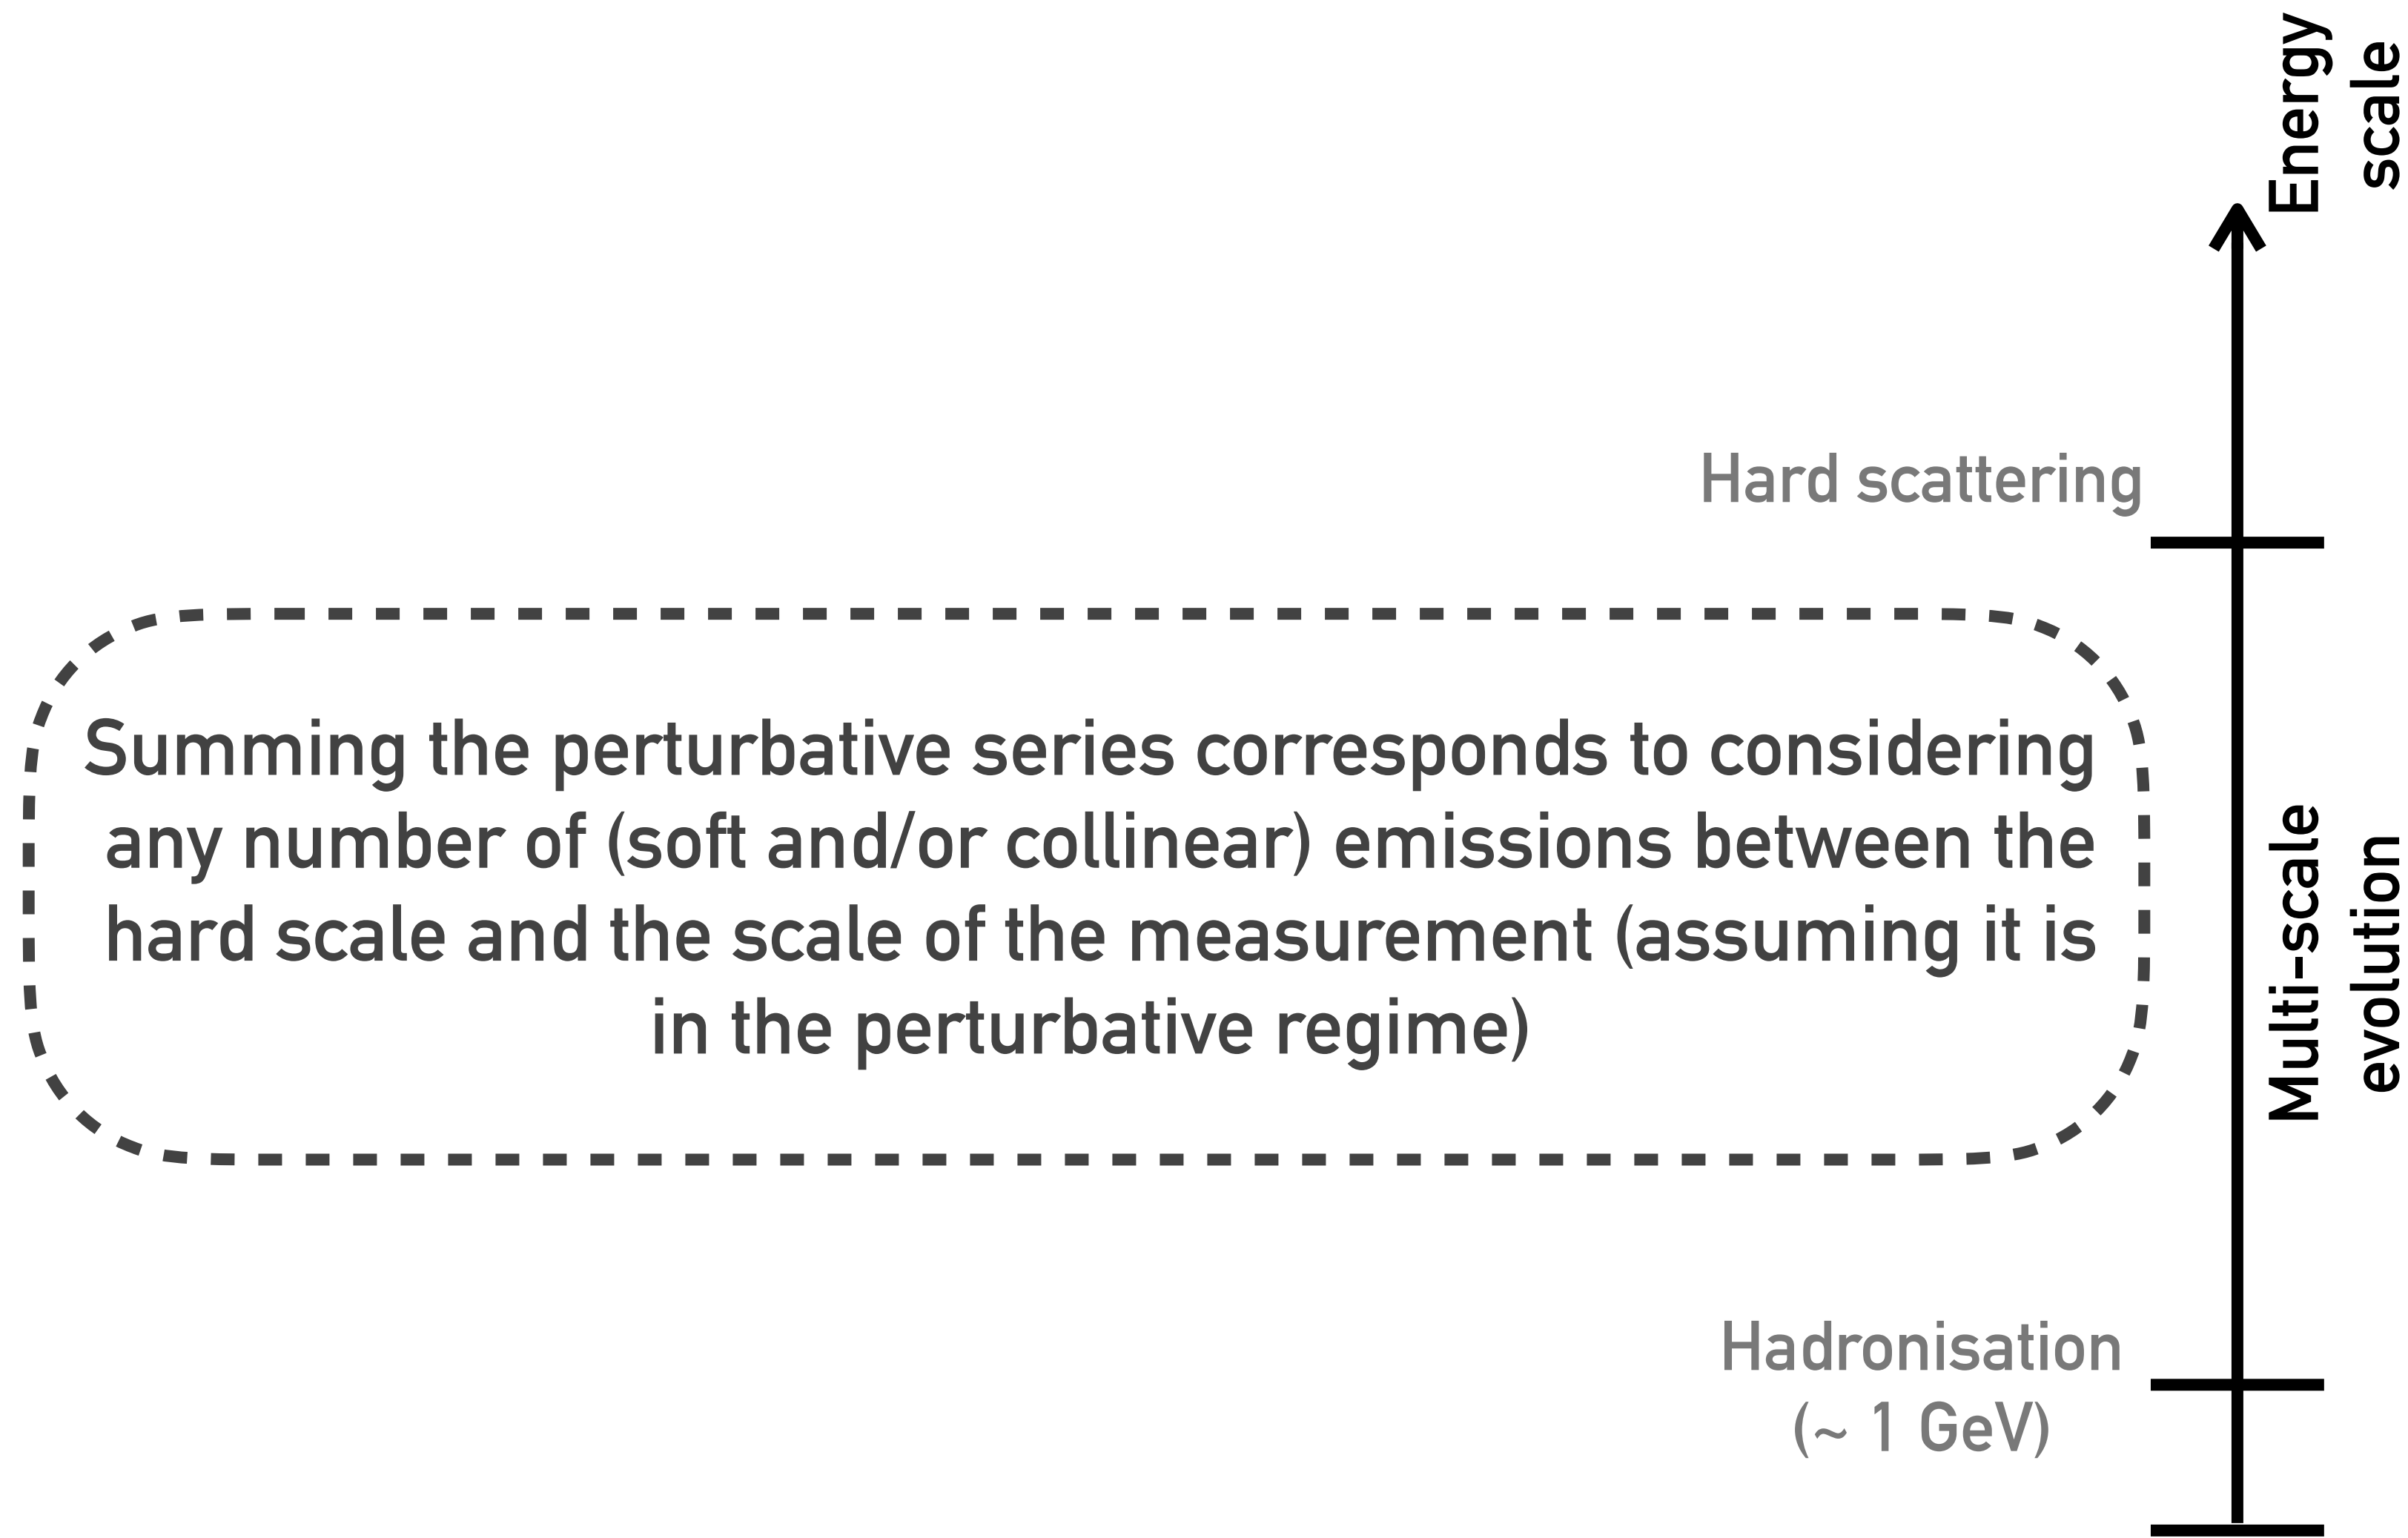 Energy
scale
Hard scattering
Summing the perturbative series corresponds to considering
any number of (soft and/or collinear) emissions between the
hard scale and the scale of the measurement (assuming it is
in the perturbative regime)
Multi-scale
evolution
Hadronisation
(~ 1 GeV)